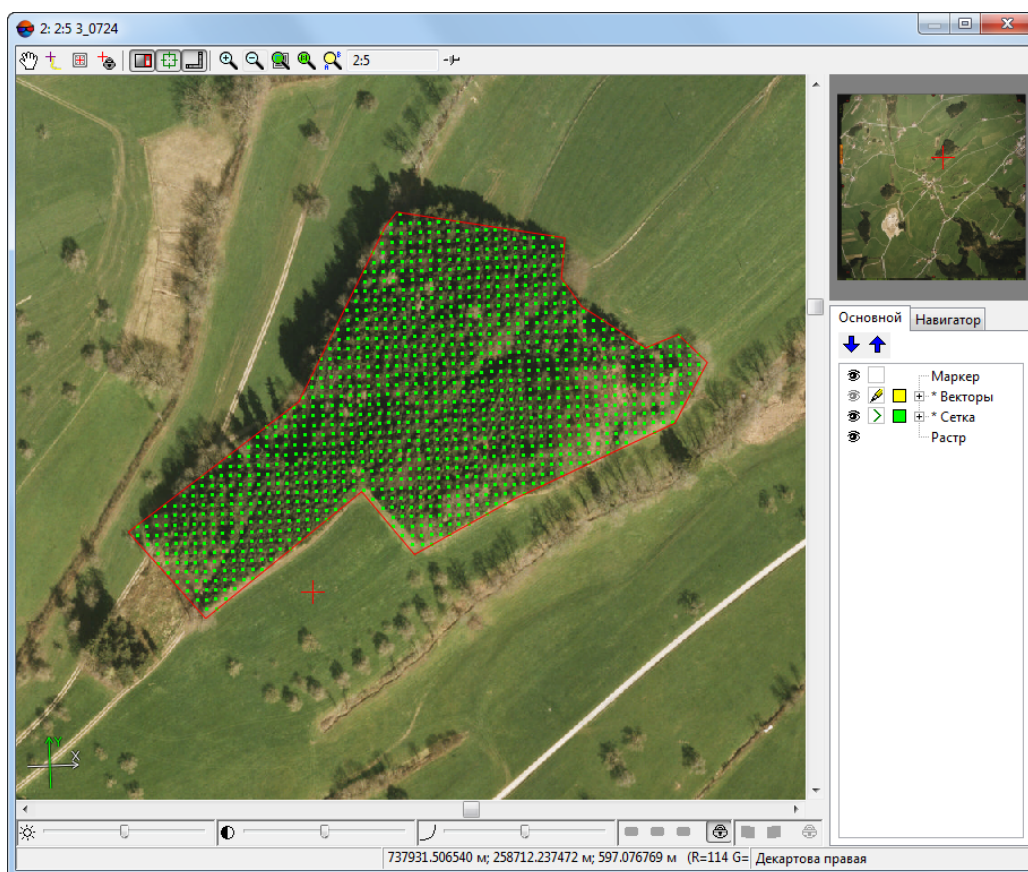 2: 2:5 3_0724
2:5
Основной
Навигатор
Маркер
* Векторы
* Сетка
Растр
Y
X
737931.506540 м; 258712.237472 м; 597.076769 м (R=114 G=
Декартова правая